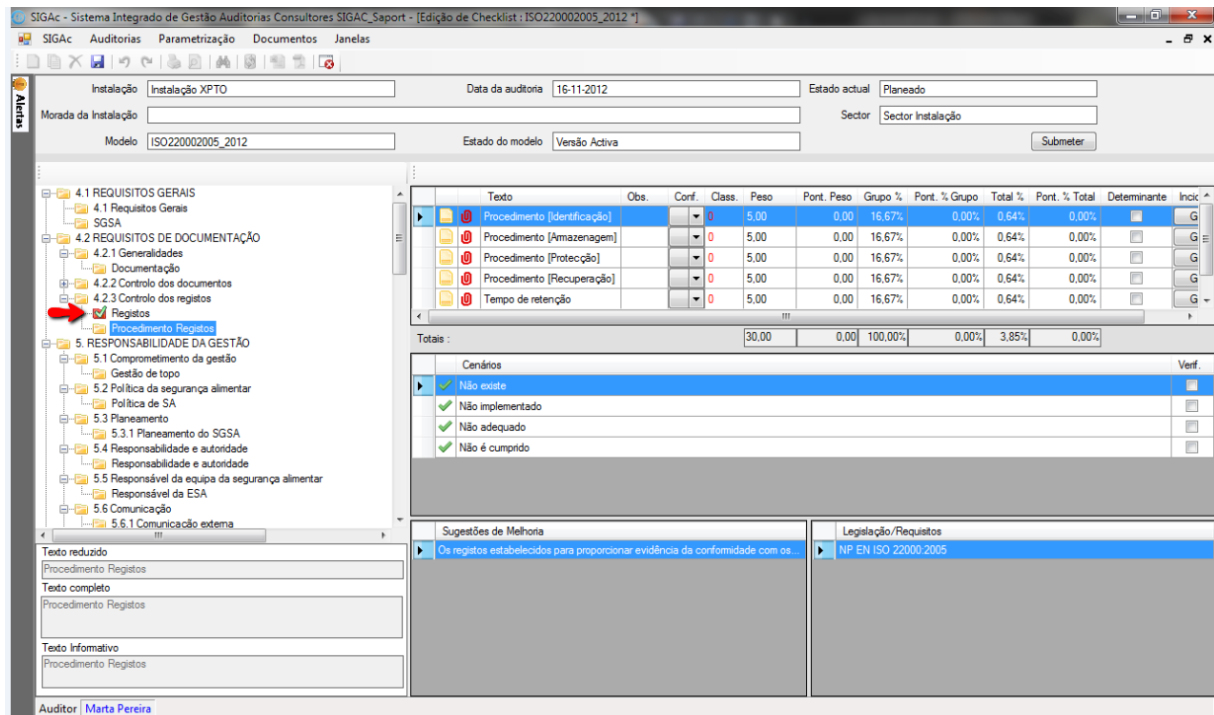 SIGAc - Sistema Integrado de Gestão Auditorias Consultores SIGAC_Saport - [Edição de Checklist : ISO220002005_2012 *]
SIGAc Auditorias Parametrização Documentos Janelas
Alertas
Instalação Instalação XPTO Data da auditoria 16-11-2012 Estado actual Planeado
Morada da Instalação Sector Sector Instalação
Modelo ISO220002005_2012 Estado do modelo Versão Activa Submeter
4.1 REQUISITOS GERAIS
4.1 Requisitos Gerais
SGSA
4.2 REQUISITOS DE DOCUMENTAÇÃO
4.2.1 Generalidades
Documentação
4.2.2 Controlo dos documentos
4.2.3 Controlo dos registos
Registos
Procedimento Registos
5. RESPONSABILIDADE DA GESTÃO
5.1 Comprometimento da gestão
Gestão de topo
5.2 Política da segurança alimentar
Política de SA
5.3 Planeamento
5.3.1 Planeamento do SGSA
5.4 Responsabilidade e autoridade
Responsabilidade e autoridade
5.5 Responsável da equipa da segurança alimentar
Responsável da ESA
5.6 Comunicação
5.6.1 Comunicação externa
Texto reduzido
Procedimento Registos
Texto completo
Procedimento Registos
Texto Informativo
Procedimento Registos
Texto Obs. Conf. Class. Peso Pont. Peso Grupo % Pont. % Grupo Total % Pont. % Total Determinante Incic
Procedimento [Identificação] 0 5,00 0,00 16,67% 0,00% 0,64% 0,00% G
Procedimento [Armazenagem] 0 5,00 0,00 16,67% 0,00% 0,64% 0,00% G
Procedimento [Protecção] 0 5,00 0,00 16,67% 0,00% 0,64% 0,00% G
Procedimento [Recuperação] 0 5,00 0,00 16,67% 0,00% 0,64% 0,00% G
Tempo de retenção 0 5,00 0,00 16,67% 0,00% 0,64% 0,00% G
Totais : 30,00 0,00 100,00% 0,00% 3,85% 0,00%
Cenários Verif.
Não existe
Não implementado
Não adequado
Não é cumprido
Sugestões de Melhoria
Os registos estabelecidos para proporcionar evidência da conformidade com os...
Legislação/Requisitos
NP EN ISO 22000:2005
Auditor Marta Pereira